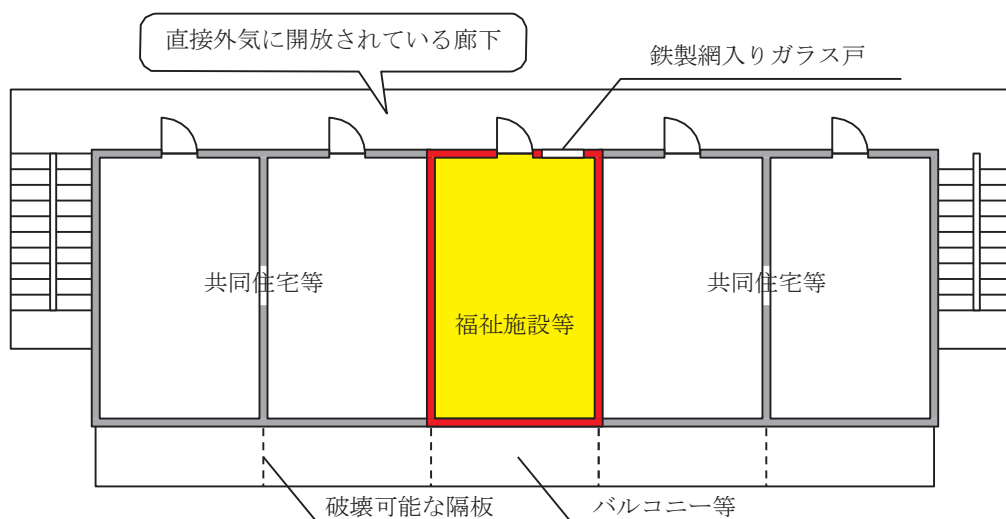 直接外気に開放されている廊下
鉄製網入りガラス戸
共同住宅等
共同住宅等
福祉施設等
破壊可能な隔板
バルコニー等